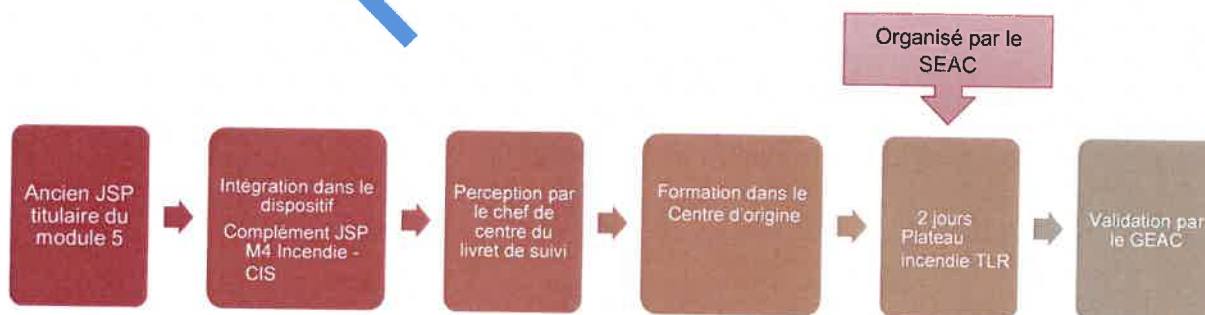 Organisé par le
SEAC
Ancien JSP
titulaire du
module 5
Intégration dans le
dispositif
Complément JSP
M4 Incendie -
CIS
Perception par
le chef de
centre du
livret de suivi
Formation dans le
Centre d'origine
2 jours
Plateau
incendie TLR
Validation par
le GEAC